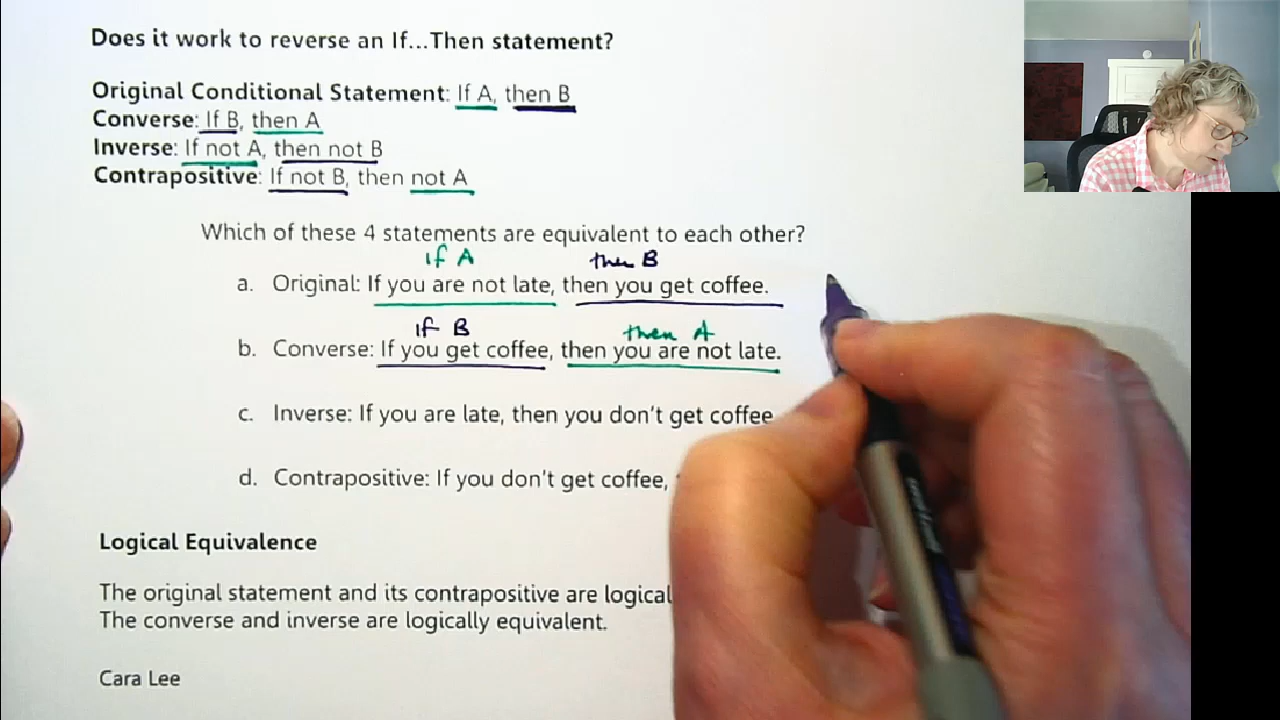 Does it work to reverse an If...Then statement?
Original Conditional Statement: If A, then B
Converse: If B, then A
Inverse: If not A, then not B
Contrapositive: If not B, then not A
Which of these 4 statements are equivalent to each other?
If A then B
a. Original: If you are not late, then you get coffee.
If B then A
b. Converse: If you get coffee, then you are not late.
c. Inverse: If you are late, then you don't get coffee
d. Contrapositive: If you don't get coffee,
Logical Equivalence
The original statement and its contrapositive are logical
The converse and inverse are logically equivalent.
Cara Lee